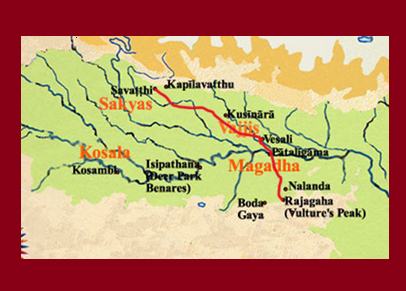 Kapilavatthu
Savatthi
Sakyas
Kusinārā
Vajjis
Vesali
Kosala
Pātaligāma
Isipathana
Magadha
Kosambi
(Deer Park
Benares)
Nalanda
Boda
Gaya
Rajagaha
(Vulture's Peak)